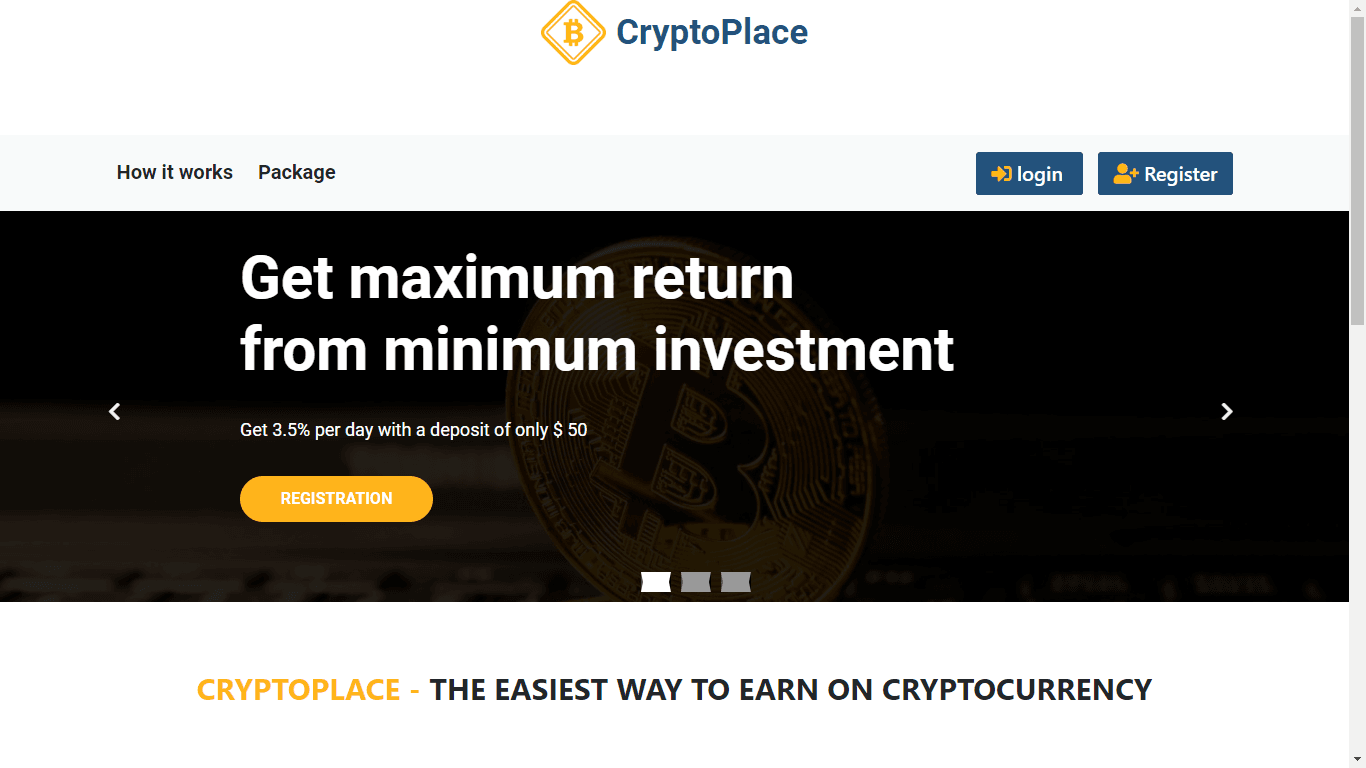 CryptoPlace
How it works
Package
login
Register
Get maximum return
from minimum investment
Get 3.5% per day with a deposit of only $ 50
REGISTRATION
CRYPTOPLACE - THE EASIEST WAY TO EARN ON CRYPTOCURRENCY